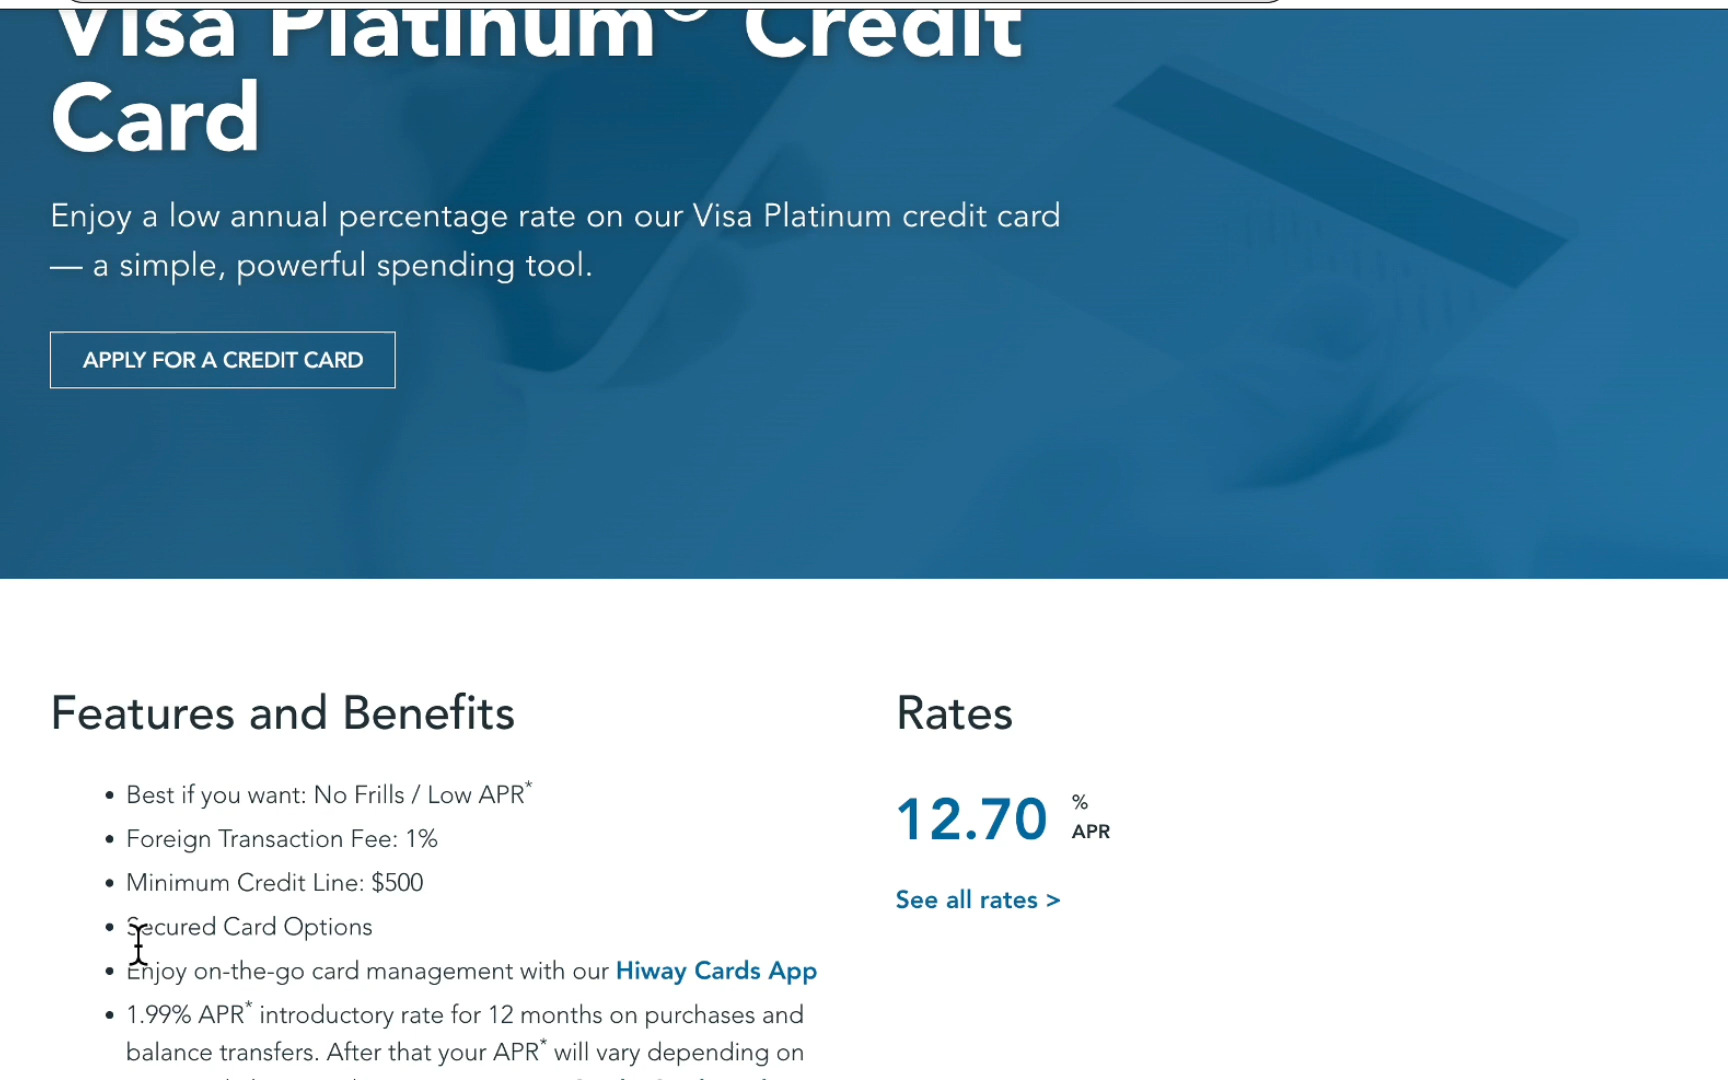 Visa Platinum® Credit
Card
Enjoy a low annual percentage rate on our Visa Platinum credit card
— a simple, powerful spending tool.
APPLY FOR A CREDIT CARD
Features and Benefits
• Best if you want: No Frills / Low APR*
• Foreign Transaction Fee: 1%
• Minimum Credit Line: $500
• Secured Card Options
• Enjoy on-the-go card management with our Hiway Cards App
• 1.99% APR* introductory rate for 12 months on purchases and
balance transfers. After that your APR* will vary depending on
Rates
12.70 % APR
See all rates >